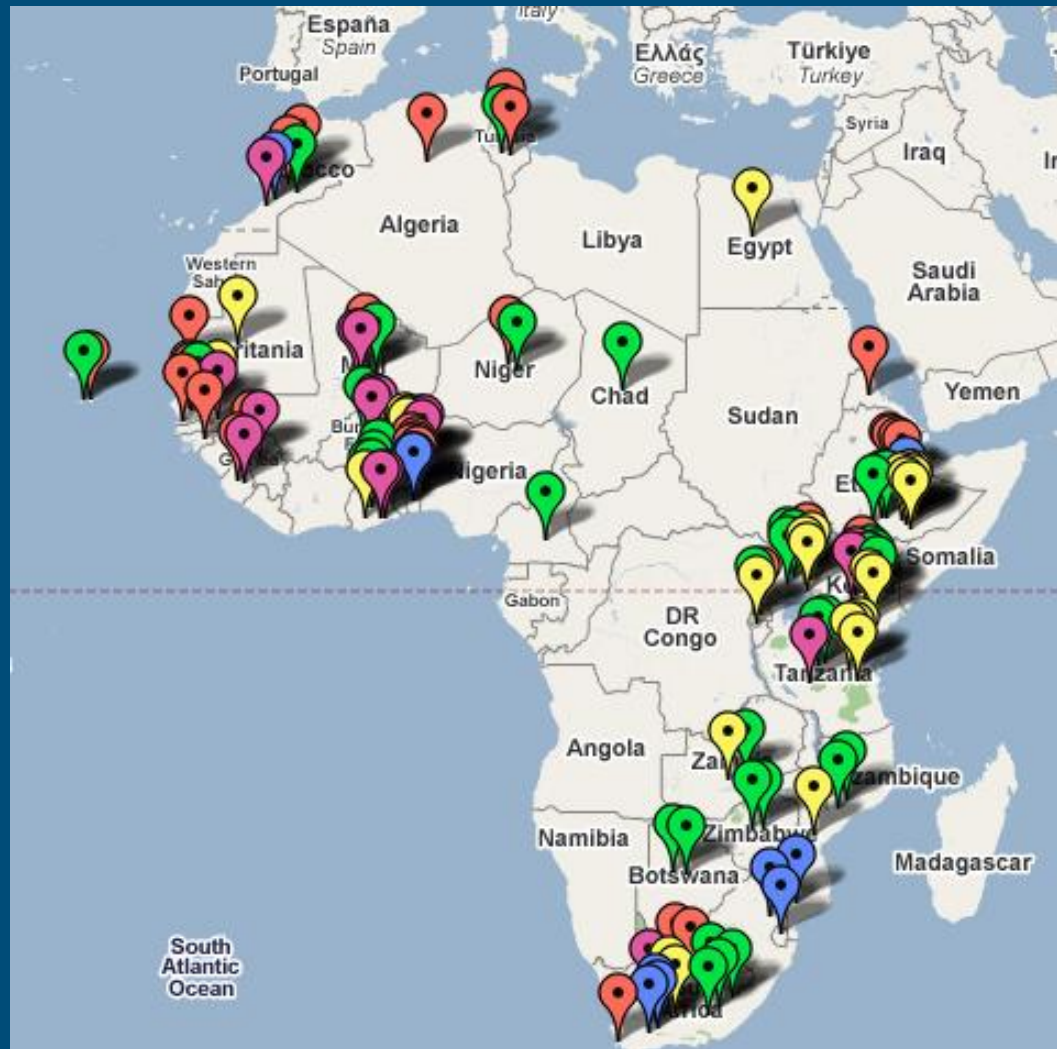 Italy
España
Spain
Portugal
Ελλάς
Greece
Türkiye
Turkey
Syria
Iraq
Algeria
Libya
Egypt
Saudi
Arabia
Western
Niger
Chad
Sudan
Yemen
Somalia
Gabon
DR
Congo
Tanzania
Angola
Namibia
Zimbabwe
Botswana
Madagascar
South
Atlantic
Ocean